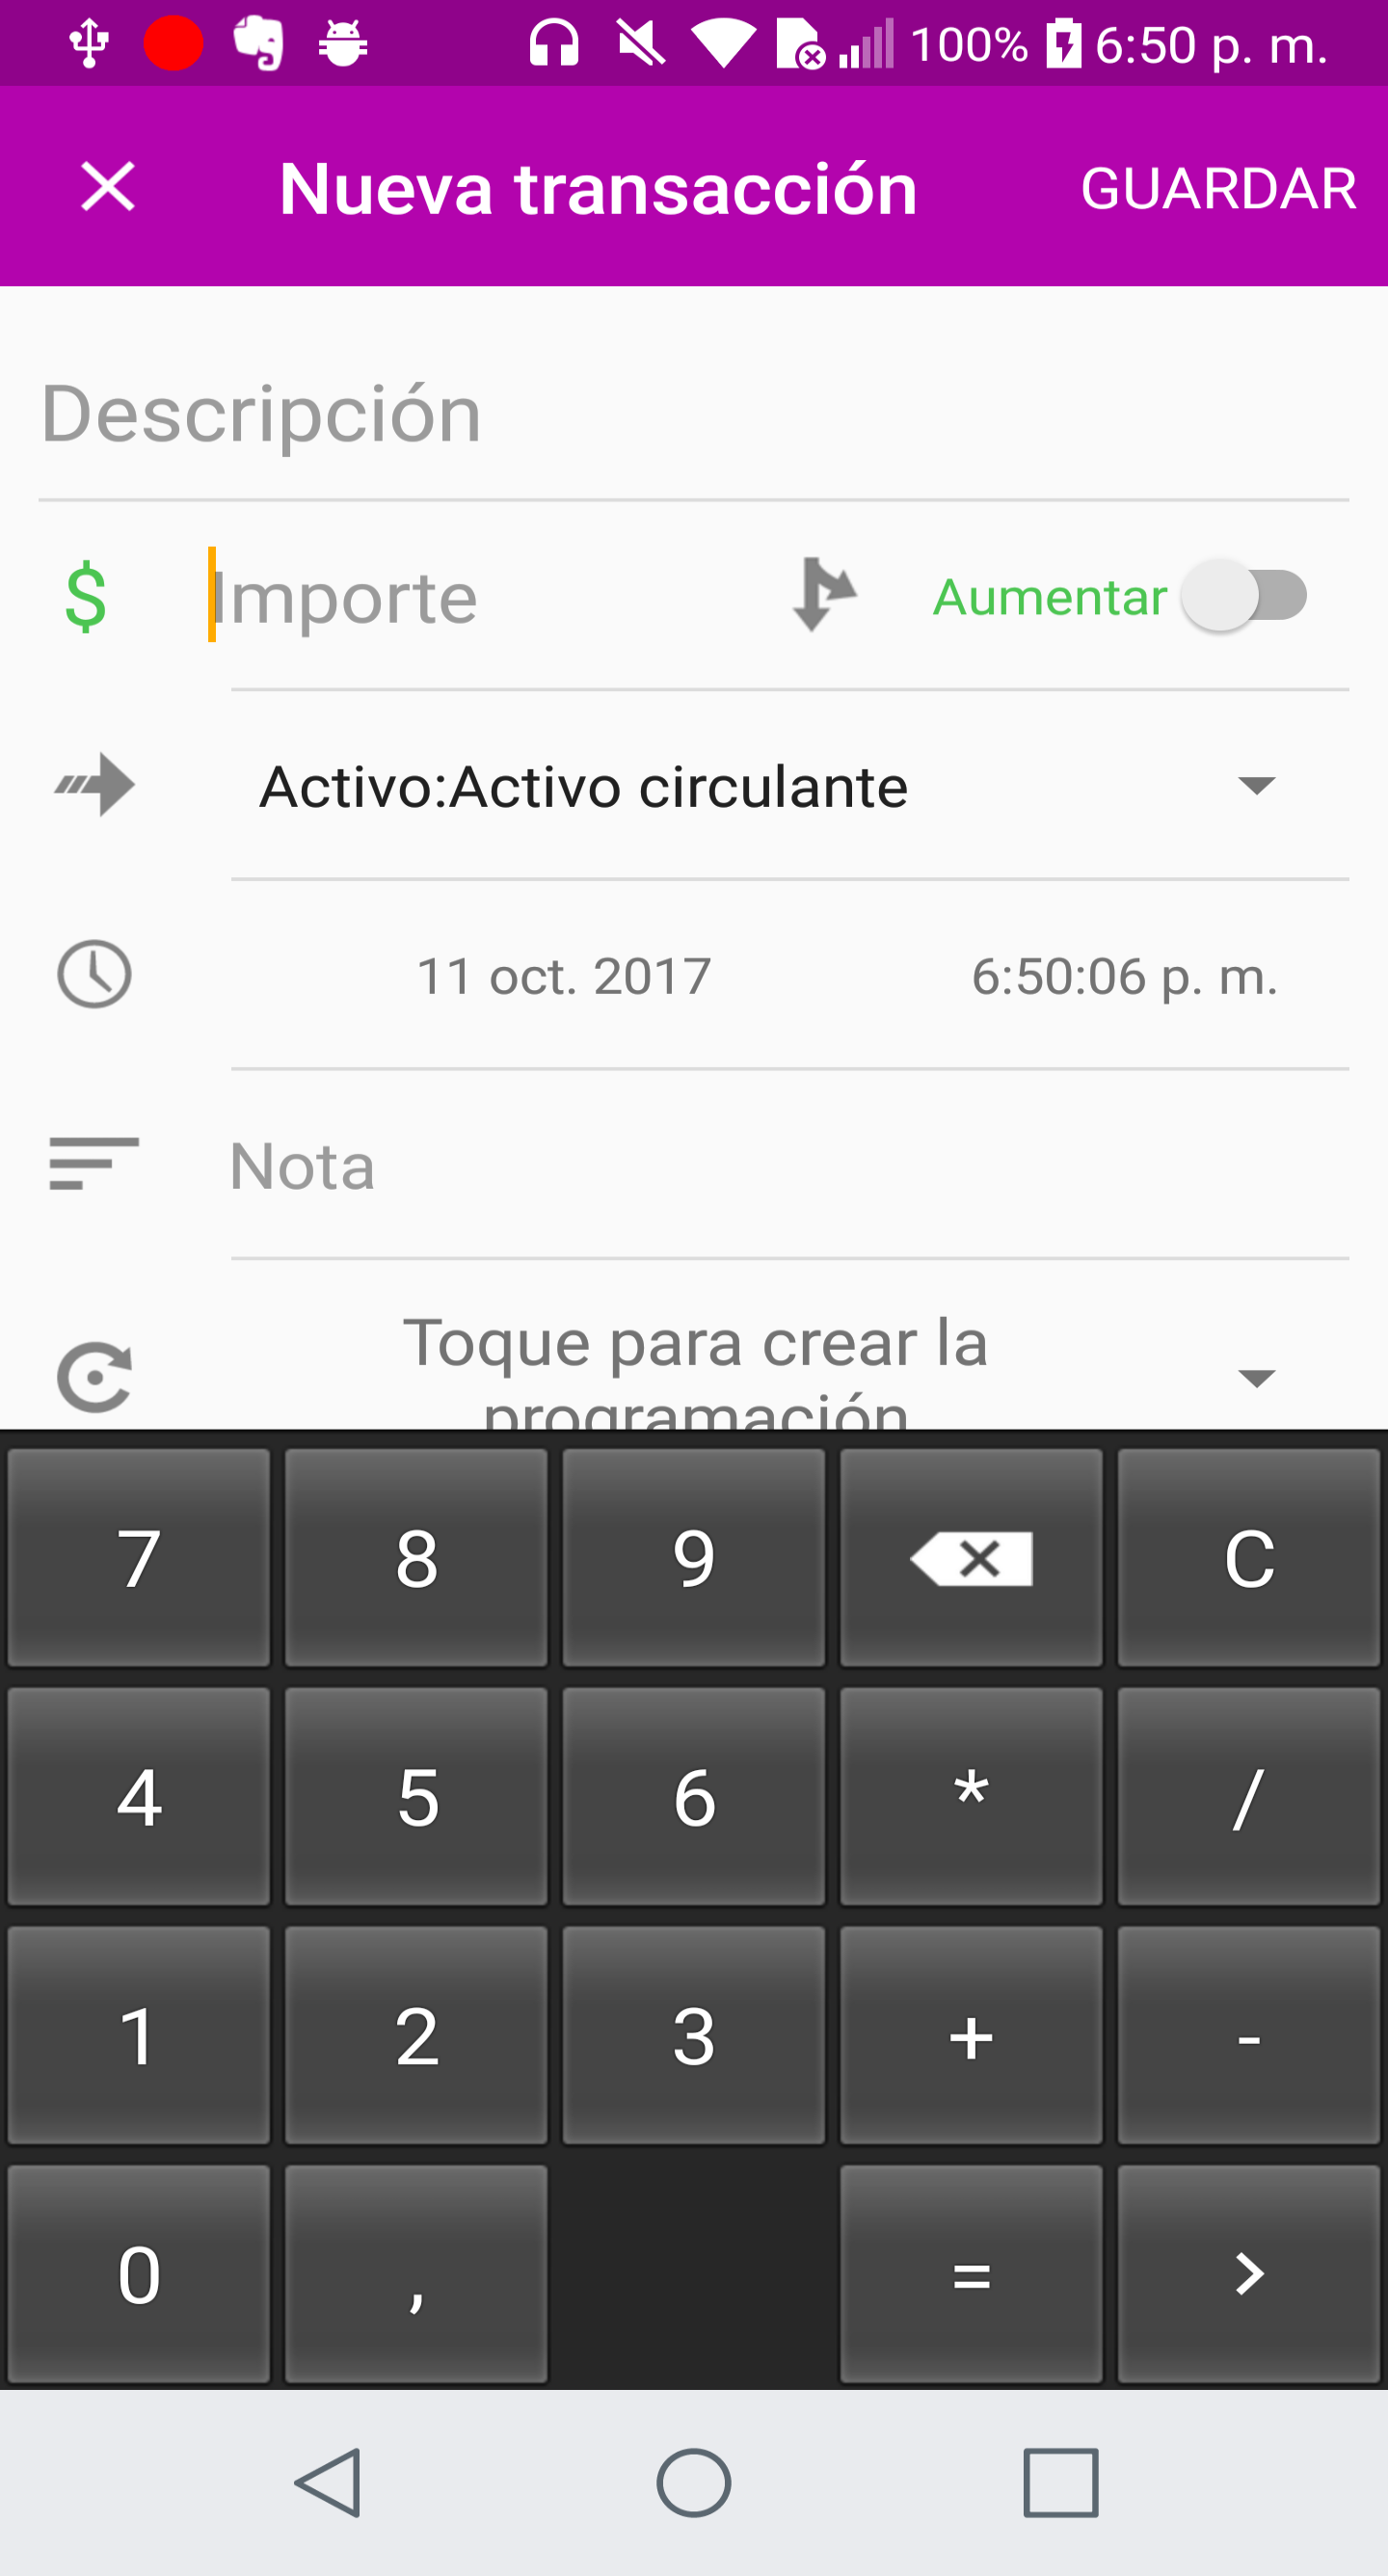 100% 6:50 p. m.
Nueva transacción GUARDAR
Descripción
$ Importe Aumentar
Activo:Activo circulante
11 oct. 2017 6:50:06 p. m.
Nota
Toque para crear la
programación
7 8 9 C
4 5 6 * /
1 2 3 + -
0 , = >